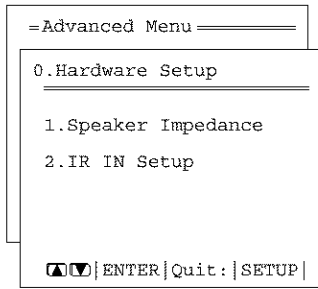 =Advanced Menu
0.Hardware Setup
1.Speaker Impedance
2.IR IN Setup
▲▼|ENTER|Quit:|SETUP|